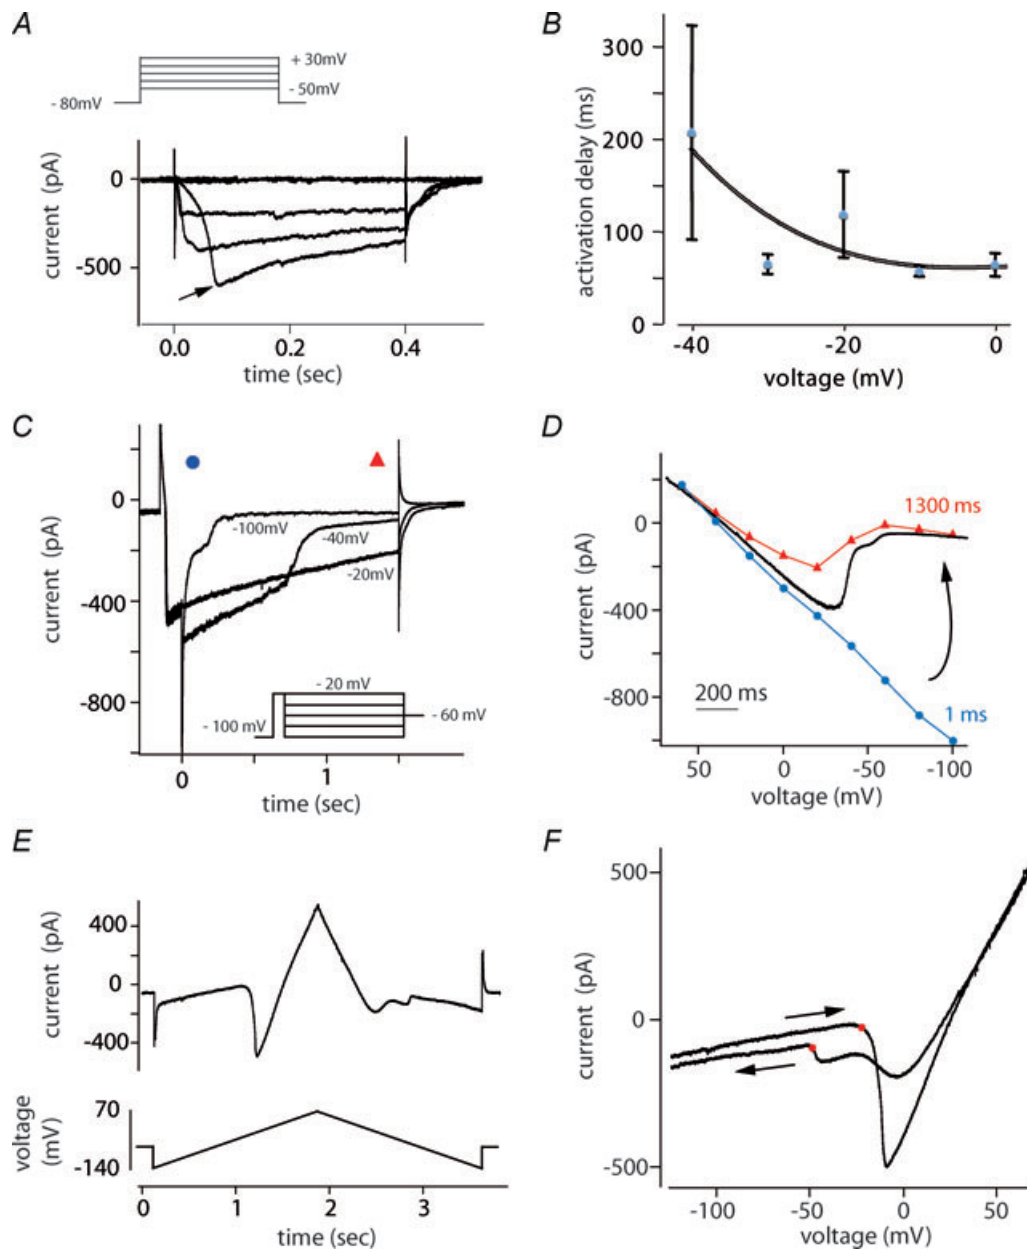 A
+ 30mV
- 50mV
- 80mV
current (pA)
0
-500
0.0
0.2
0.4
time (sec)
B
activation delay (ms)
300
200
100
0
-40
-20
0
voltage (mV)
C
current (pA)
0
-400
-800
-100mV
-40mV
-20mV
- 20 mV
- 100 mV
- 60 mV
0
1
time (sec)
D
current (pA)
0
-400
-800
1300 ms
200 ms
1 ms
50
0
-50
-100
voltage (mV)
E
current (pA)
400
0
-400
voltage
(mV)
70
-140
0
1
2
3
time (sec)
F
current (pA)
500
0
-500
-100
-50
0
50
voltage (mV)